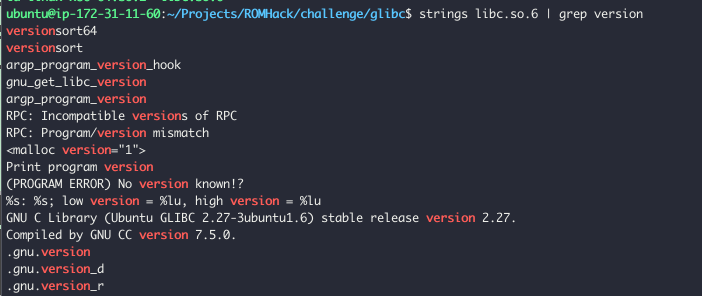 ubuntu@ip-172-31-11-60:~/Projects/ROMHack/challenge/glibc$ strings libc.so.6 | grep version
versionsort64
versionsort
argp_program_version_hook
gnu_get_libc_version
argp_program_version
RPC: Incompatible versions of RPC
RPC: Program/version mismatch
<malloc version="1">
Print program version
(PROGRAM ERROR) No version known!?
%s: %s; low version = %lu, high version = %lu
GNU C Library (Ubuntu GLIBC 2.27-3ubuntu1.6) stable release version 2.27.
Compiled by GNU CC version 7.5.0.
.gnu.version
.gnu.version_d
.gnu.version_r